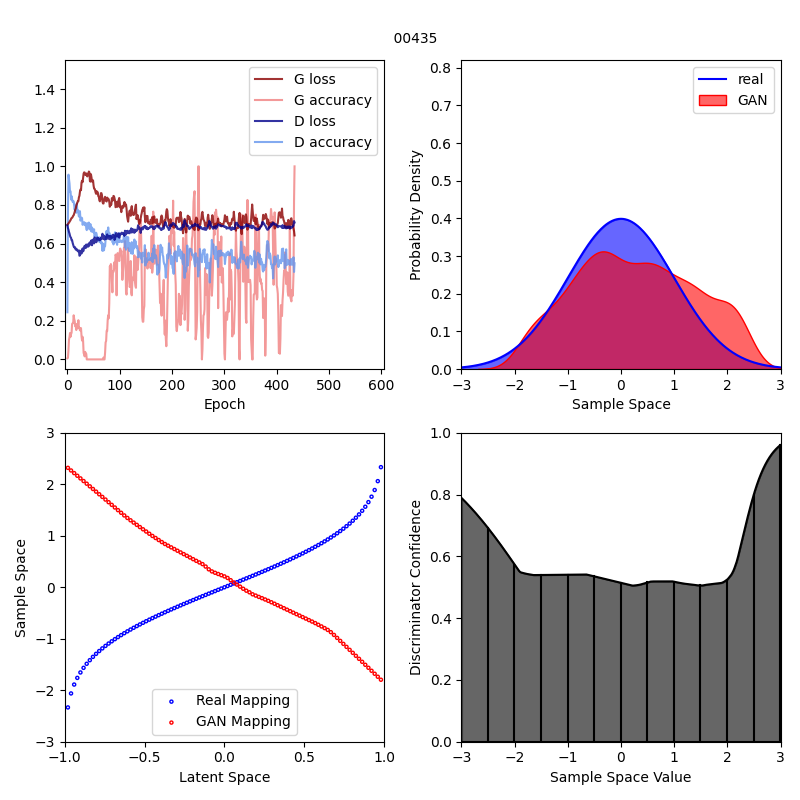 00435
G loss
G accuracy
D loss
D accuracy
1.4
1.2
1.0
0.8
0.6
0.4
0.2
0.0
0 100 200 300 400 500 600
Epoch
real
GAN
Probability Density
0.8
0.7
0.6
0.5
0.4
0.3
0.2
0.1
0.0
−3 −2 −1 0 1 2 3
Sample Space
Sample Space
3
2
1
0
−1
−2
−3
Real Mapping
GAN Mapping
−1.0 −0.5 0.0 0.5 1.0
Latent Space
Discriminator Confidence
1.0
0.8
0.6
0.4
0.2
0.0
−3 −2 −1 0 1 2 3
Sample Space Value